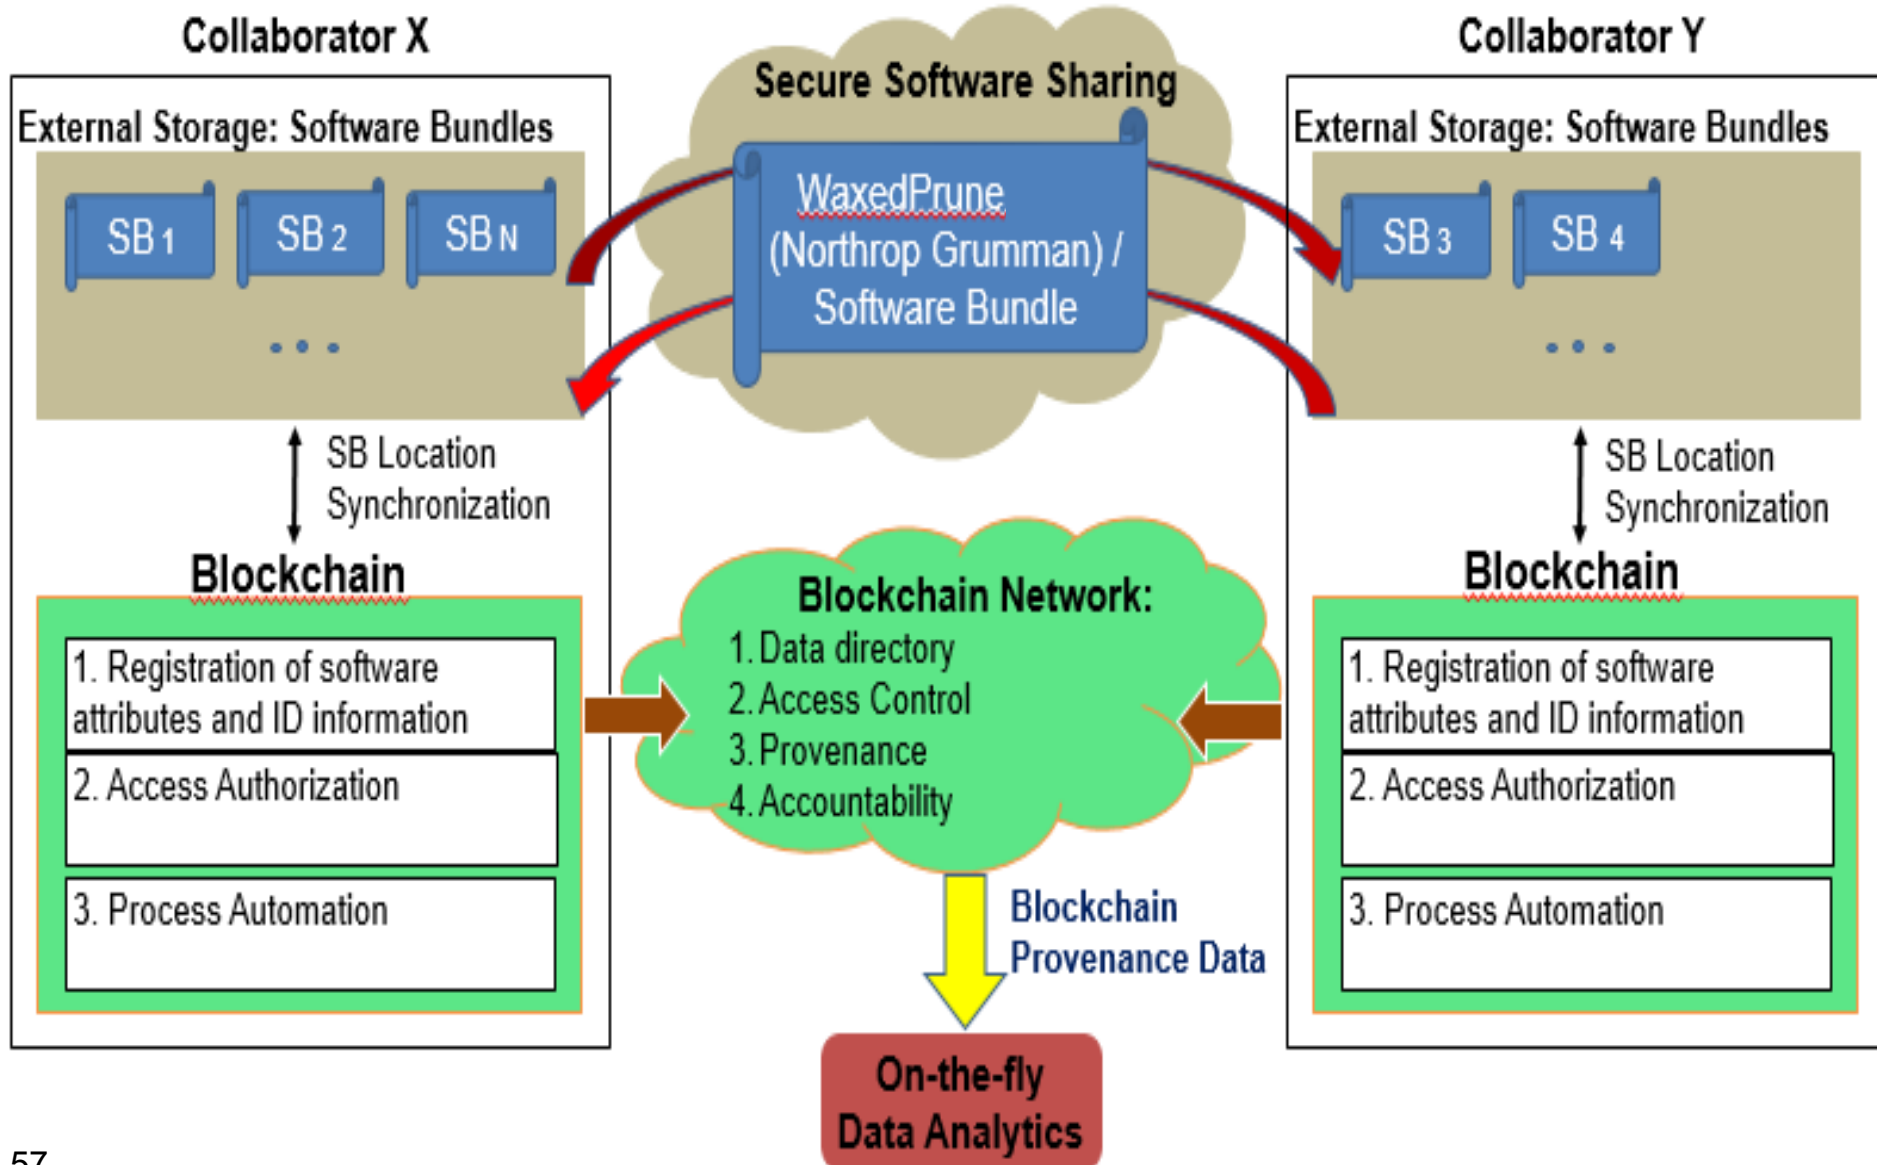 Collaborator X
External Storage: Software Bundles
SB 1
SB 2
SB N
SB Location
Synchronization
Blockchain
1. Registration of software
attributes and ID information
2. Access Authorization
3. Process Automation
Secure Software Sharing
WaxedPrune
(Northrop Grumman) /
Software Bundle
Blockchain Network:
1. Data directory
2. Access Control
3. Provenance
4. Accountability
Blockchain
Provenance Data
On-the-fly
Data Analytics
Collaborator Y
External Storage: Software Bundles
SB 3
SB 4
SB Location
Synchronization
Blockchain
1. Registration of software
attributes and ID information
2. Access Authorization
3. Process Automation
57